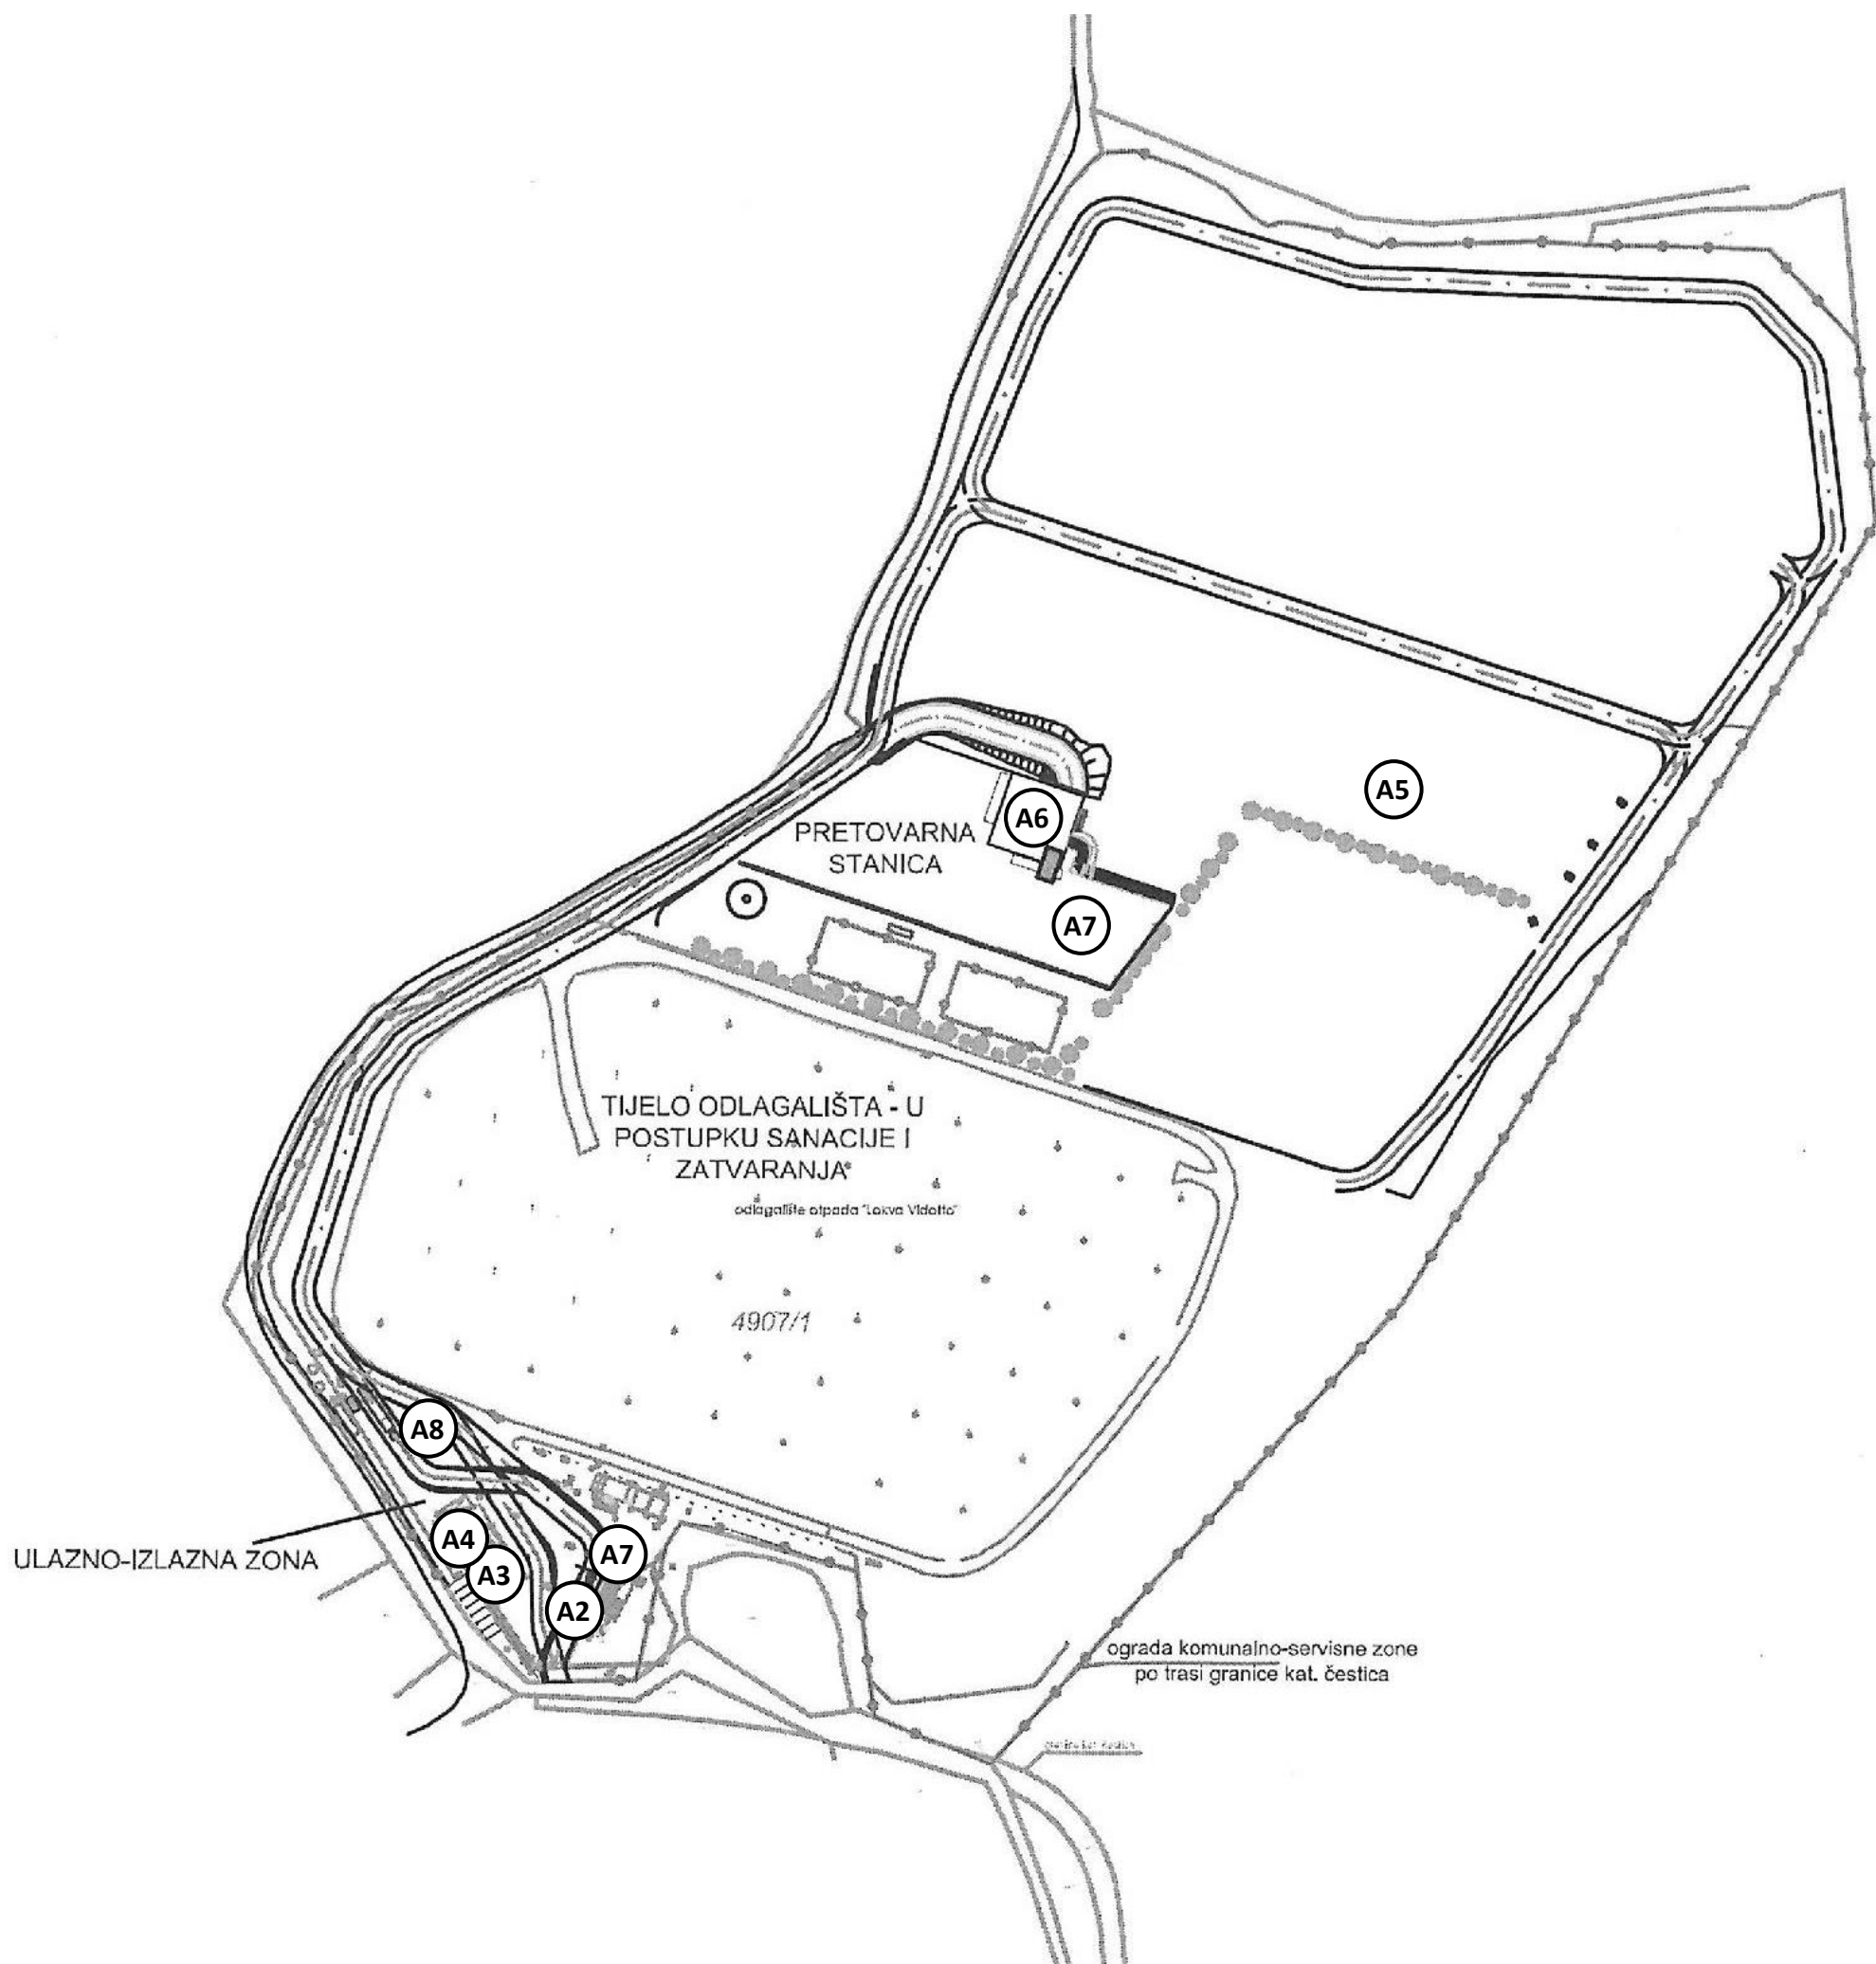 A5
A6
PRETOVARNA
STANICA
A7
TIJELO ODLAGALIŠTA - U
POSTUPKU SANACIJE I
ZATVARANJA
odlagalište otpada "Lokva Vidotto"
4907/1
A8
A4
A7
ULAZNO-IZLAZNA ZONA
A3
A2
ograda komunalno-servisne zone
po trasi granice kat. čestica